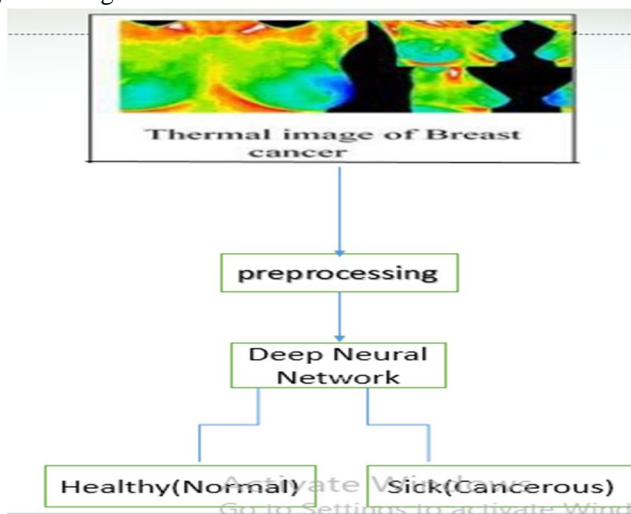 Thermal image of Breast
cancer
preprocessing
Deep Neural
Network
Healthy(Normal)
Sick(Cancerous)
Activate Windows
Go to Settings to activate Wind